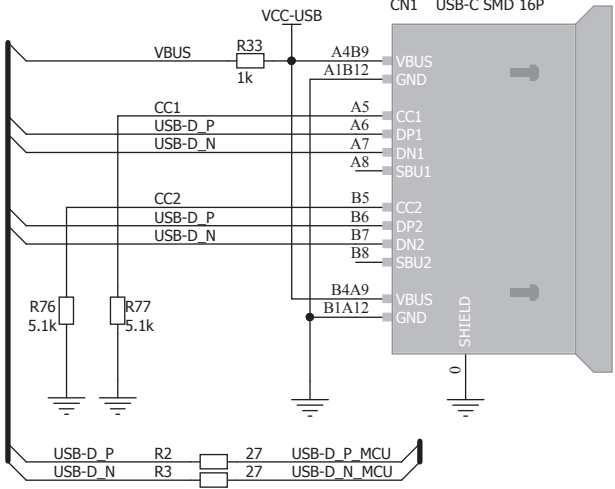 CN1 USB-C SMD 16P
VCC-USB
VBUS R33 A4B9 VBUS
1k A1B12 GND
CC1 A5 CC1
USB-D_P A6 DP1
USB-D_N A7 DN1
A8 SBU1
CC2 B5 CC2
USB-D_P B6 DP2
USB-D_N B7 DN2
B8 SBU2
B4A9 VBUS
R76 R77 B1A12 GND
5.1k 5.1k
SHIELD
0
USB-D_P R2 27 USB-D_P_MCU
USB-D_N R3 27 USB-D_N_MCU